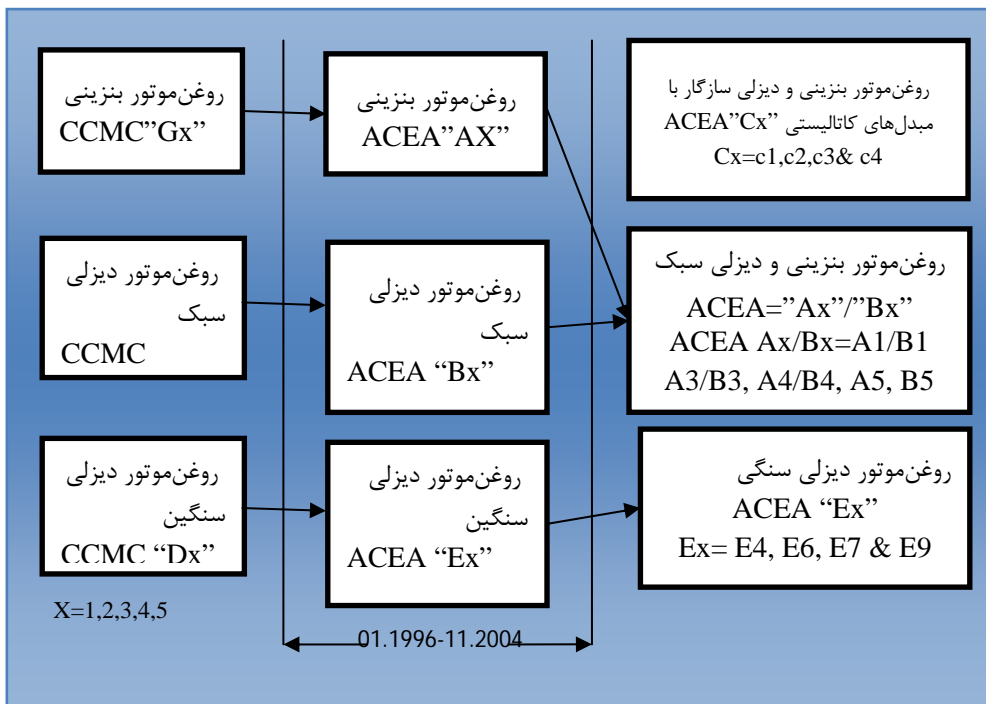 روغن‌موتور بنزینی
CCMC”Gx”
روغن‌موتور بنزینی
ACEA”AX”
روغن‌موتور بنزینی و دیزلی سازگار با
مبدل‌های کاتالیستی ACEA”Cx”
Cx=c1,c2,c3& c4
روغن‌موتور دیزلی
سبک
CCMC
روغن‌موتور دیزلی
سبک
ACEA “Bx”
روغن‌موتور بنزینی و دیزلی سبک
ACEA=”Ax”/”Bx”
ACEA Ax/Bx=A1/B1
A3/B3, A4/B4, A5, B5
روغن‌موتور دیزلی
سنگین
CCMC “Dx”
روغن‌موتور دیزلی
سنگین
ACEA “Ex”
روغن‌موتور دیزلی سنگی
ACEA “Ex”
Ex= E4, E6, E7 & E9
X=1,2,3,4,5
01.1996-11.2004